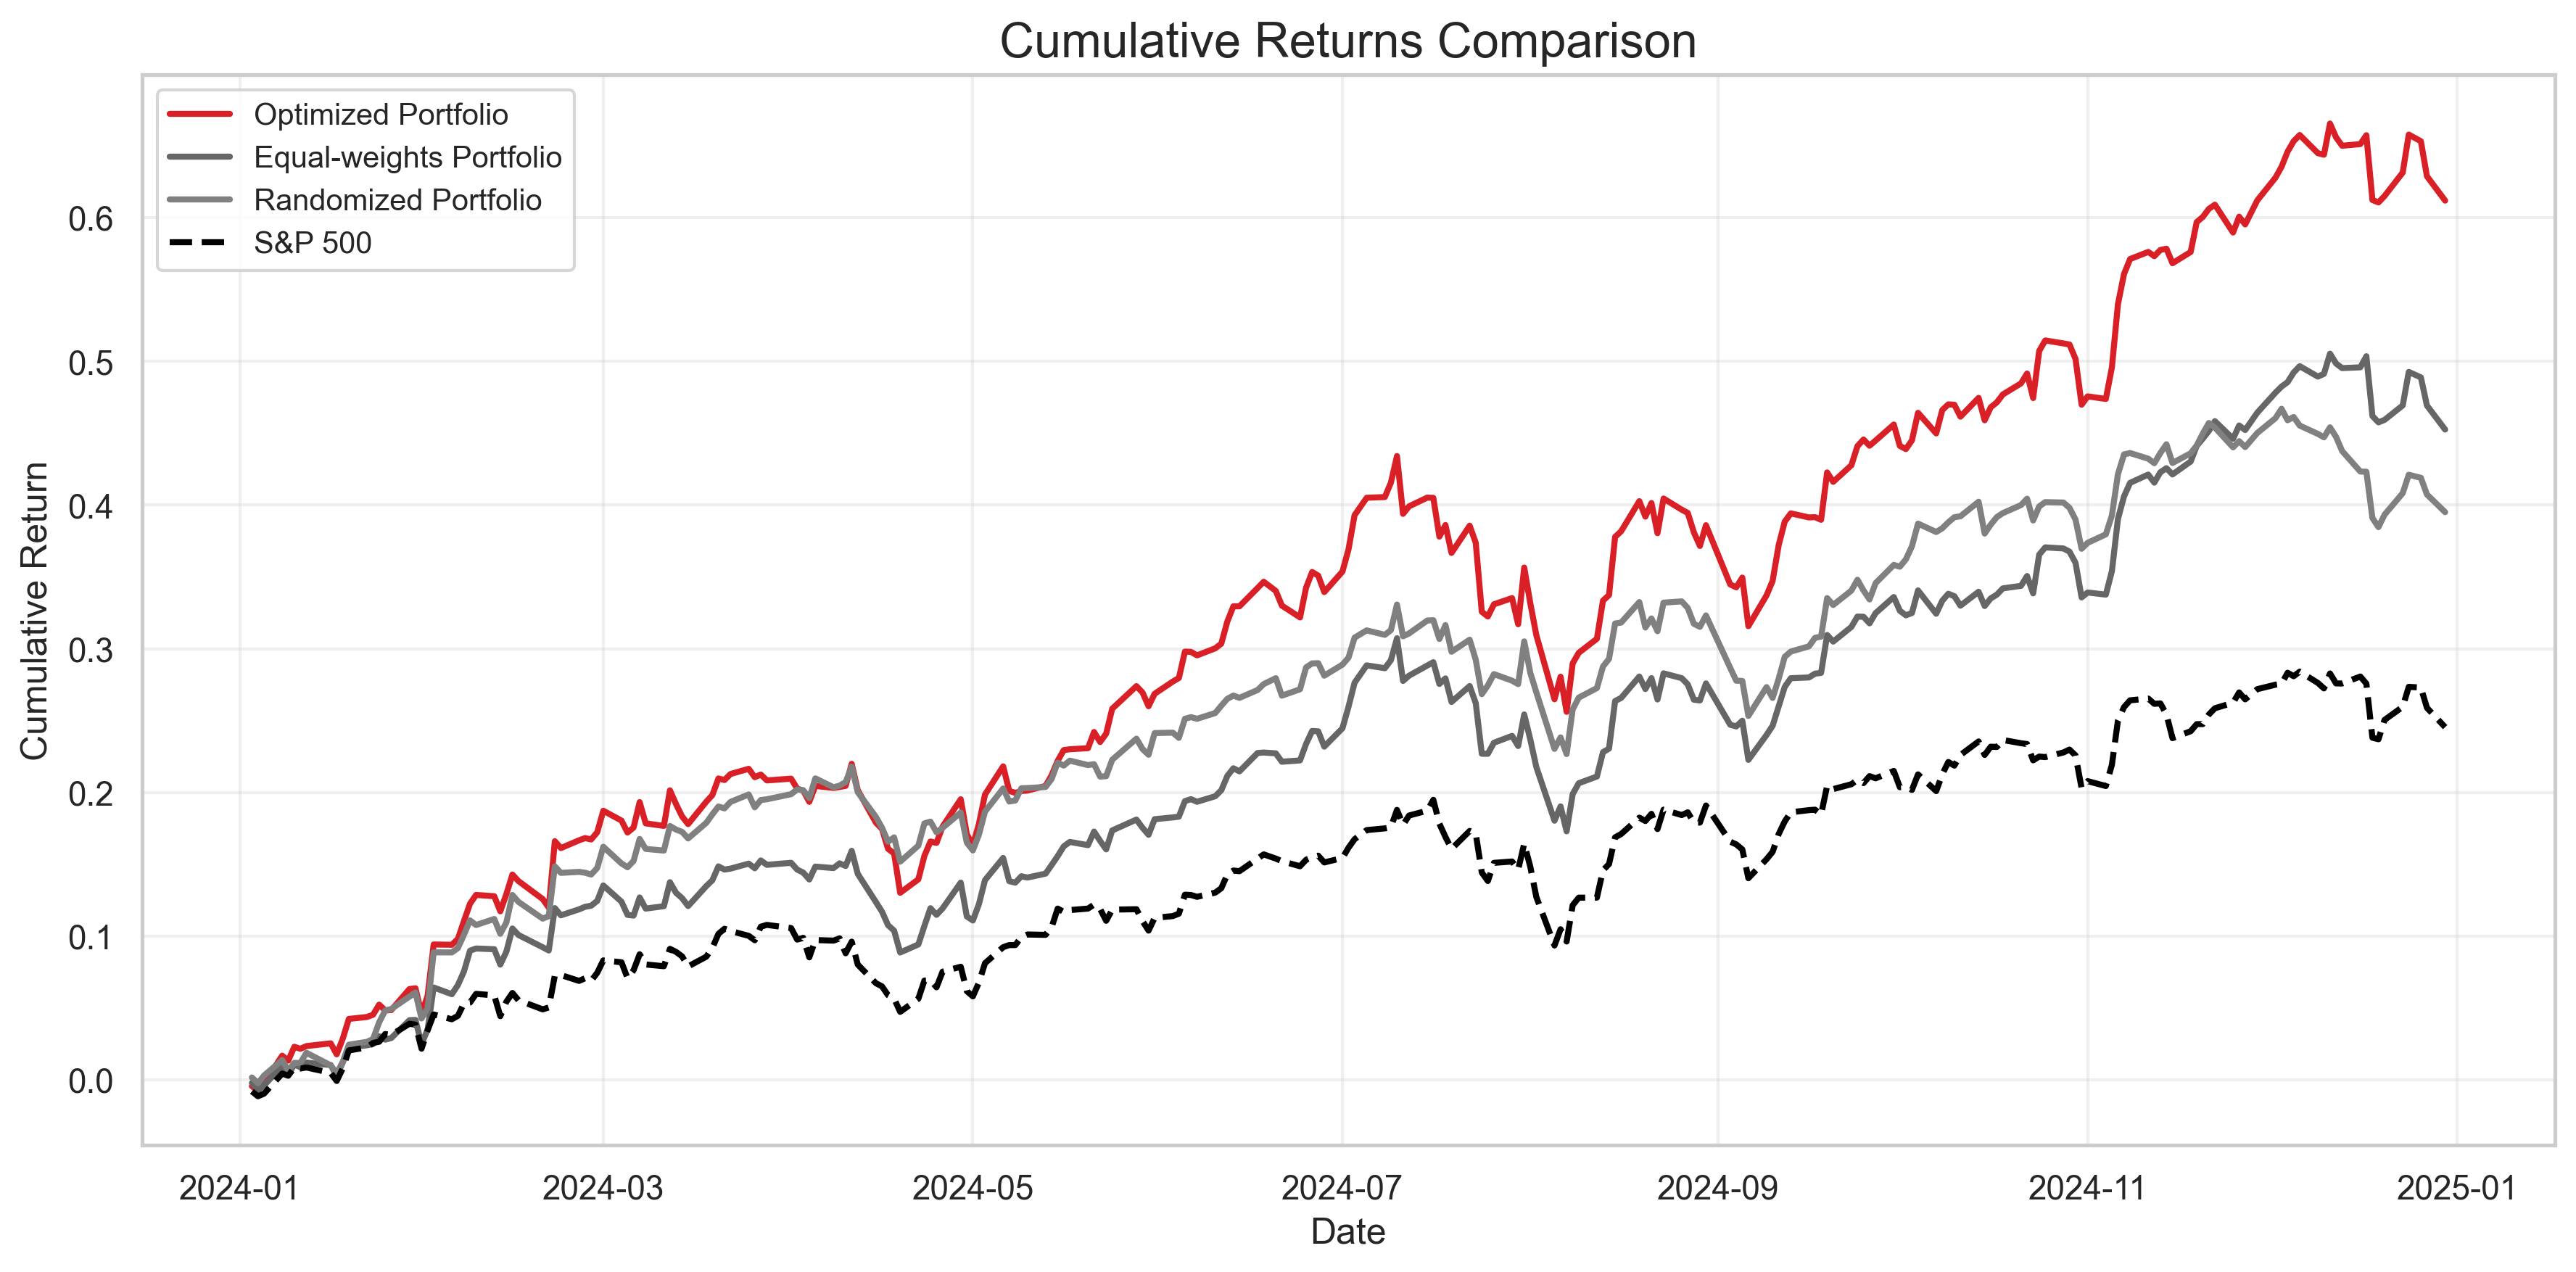 Cumulative Returns Comparison
Optimized Portfolio
Equal-weights Portfolio
Randomized Portfolio
S&P 500
Cumulative Return
0.6
0.5
0.4
0.3
0.2
0.1
0.0
2024-01
2024-03
2024-05
2024-07
2024-09
2024-11
2025-01
Date